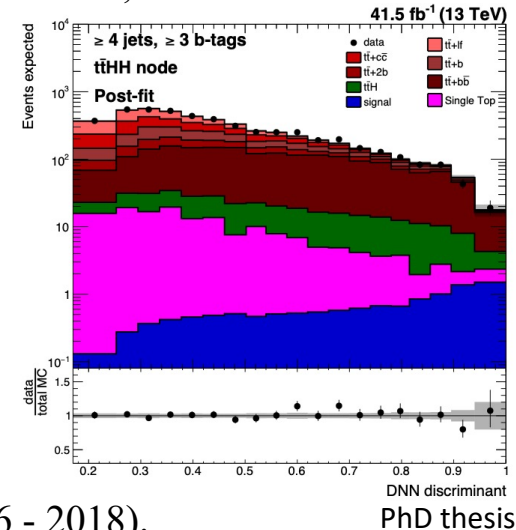 41.5 fb⁻¹ (13 TeV)
Events expected
10⁴
10³
10²
10
1
10⁻¹
≥ 4 jets, ≥ 3 b-tags
tt̄HH node
Post-fit
data
tt̄+cc̄
tt̄+2b
tt̄H
signal
tt̄+lf
tt̄+b
tt̄+bb̄
Single Top
data
total MC
1.5
1
0.5
0.2 0.3 0.4 0.5 0.6 0.7 0.8 0.9 1
DNN discriminant
6 - 2018).
PhD thesis